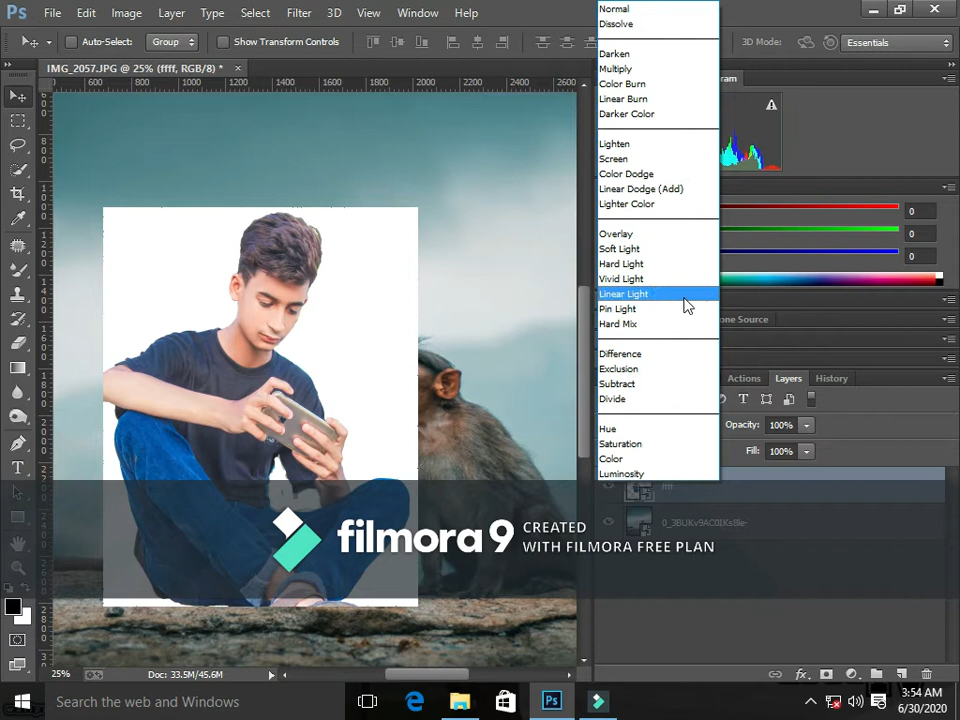 Ps File Edit Image Layer Type Select Filter 3D View Window Help
Auto-Select: Group Show Transform Controls 3D Mode: Essentials
IMG_2057.JPG @ 25% (ffff, RGB/8) * ×
600 800 1000 1200 1400 1600 1800 2000 2200 2400 2600
Normal
Dissolve
Darken
Multiply
Color Burn
Linear Burn
Darker Color
Lighten
Screen
Color Dodge
Linear Dodge (Add)
Lighter Color
Overlay
Soft Light
Hard Light
Vivid Light
Linear Light
Pin Light
Hard Mix
Difference
Exclusion
Subtract
Divide
Hue
Saturation
Color
Luminosity
0
0
0
Actions Layers History
Opacity: 100%
Fill: 100%
ffff
filmora 9 CREATED
WITH FILMORA FREE PLAN
25% Doc: 33.5M/45.6M
Search the web and Windows
3:54 AM
6/30/2020